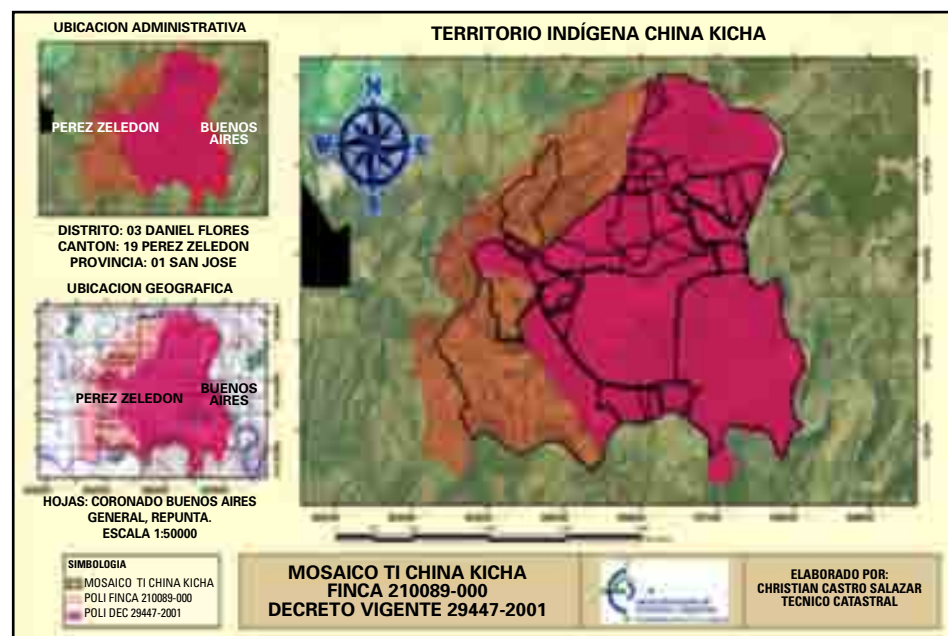 UBICACION ADMINISTRATIVA
PEREZ ZELEDON
BUENOS
AIRES
DISTRITO: 03 DANIEL FLORES
CANTON: 19 PEREZ ZELEDON
PROVINCIA: 01 SAN JOSE
UBICACION GEOGRAFICA
PEREZ ZELEDON
BUENOS
AIRES
HOJAS: CORONADO BUENOS AIRES
GENERAL, REPUNTA.
ESCALA 1:50000
TERRITORIO INDÍGENA CHINA KICHA
N
W
E
S
SIMBOLOGIA
MOSAICO TI CHINA KICHA
POLI FINCA 210089-000
POLI DEC 29447-2001
MOSAICO TI CHINA KICHA
FINCA 210089-000
DECRETO VIGENTE 29447-2001
ELABORADO POR:
CHRISTIAN CASTRO SALAZAR
TECNICO CATASTRAL